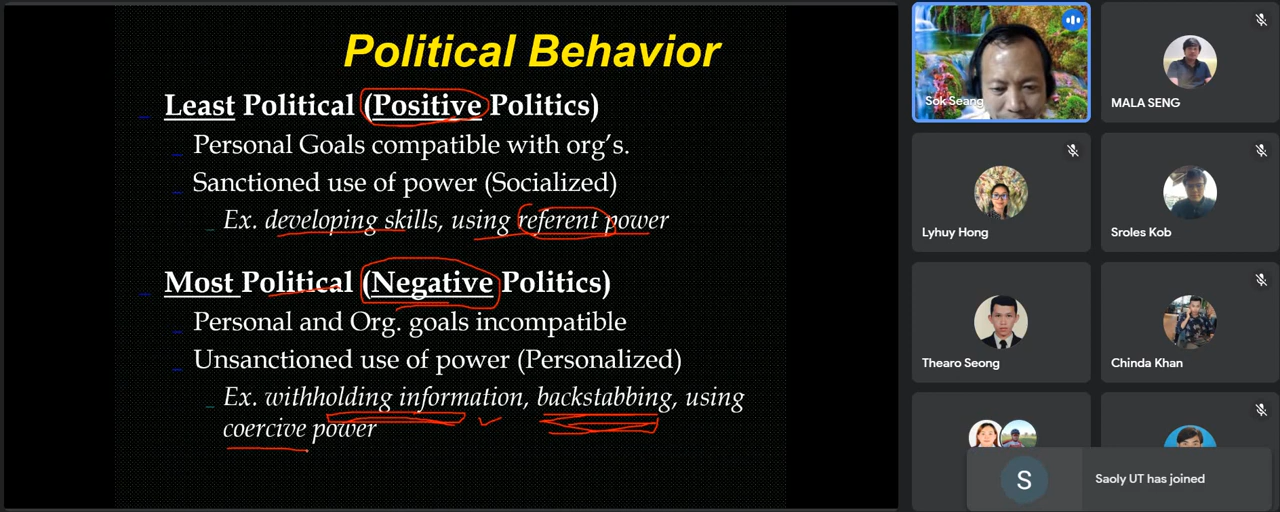 Political Behavior
Least Political (Positive Politics)
Personal Goals compatible with org's.
Sanctioned use of power (Socialized)
Ex. developing skills, using referent power
Most Political (Negative Politics)
Personal and Org. goals incompatible
Unsanctioned use of power (Personalized)
Ex. withholding information, backstabbing, using
coercive power
Sok Seang
MALA SENG
Lyhuy Hong
Sroles Kob
Thearo Seong
Chinda Khan
S
Saoly UT has joined